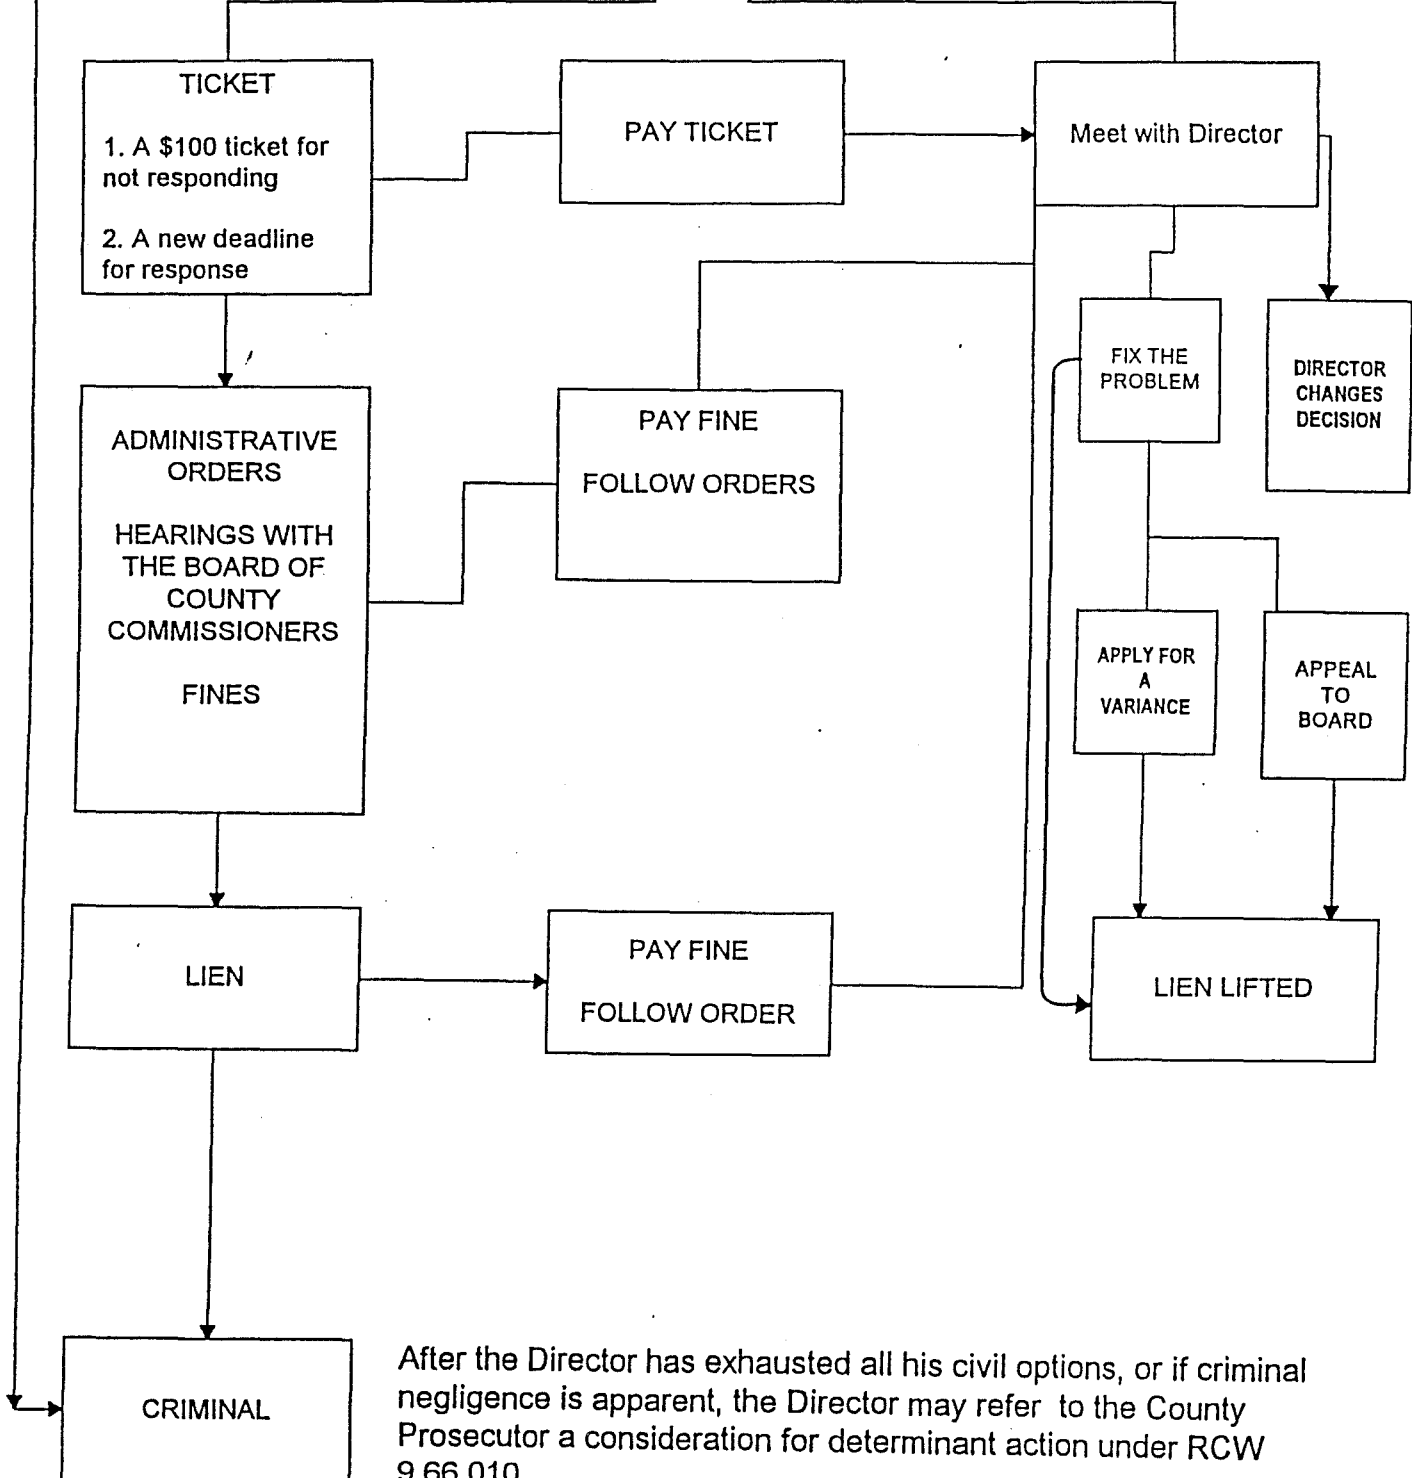 TICKET
1. A $100 ticket for
not responding
2. A new deadline
for response
PAY TICKET
Meet with Director
FIX THE
PROBLEM
DIRECTOR
CHANGES
DECISION
ADMINISTRATIVE
ORDERS
HEARINGS WITH
THE BOARD OF
COUNTY
COMMISSIONERS
FINES
PAY FINE
FOLLOW ORDERS
APPLY FOR
A
VARIANCE
APPEAL
TO
BOARD
LIEN
PAY FINE
FOLLOW ORDER
LIEN LIFTED
CRIMINAL
After the Director has exhausted all his civil options, or if criminal
negligence is apparent, the Director may refer to the County
Prosecutor a consideration for determinant action under RCW
9.66.010